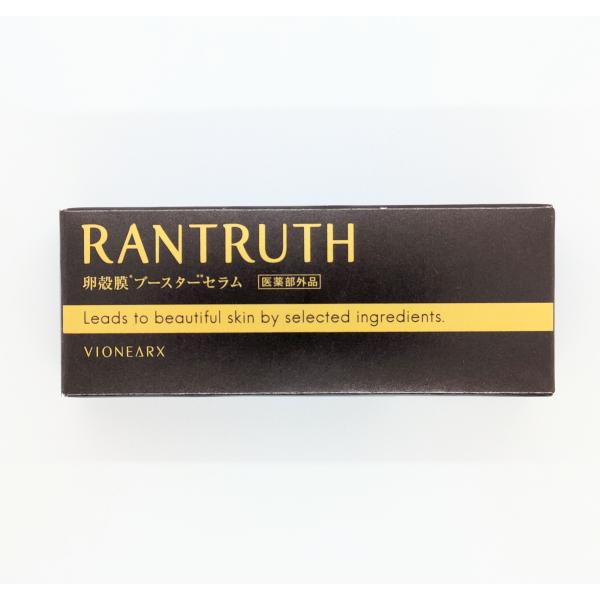 RANTRUTH
卵殻膜*ブースター**セラム 医薬部外品
Leads to beautiful skin by selected ingredients.
VIONEARX